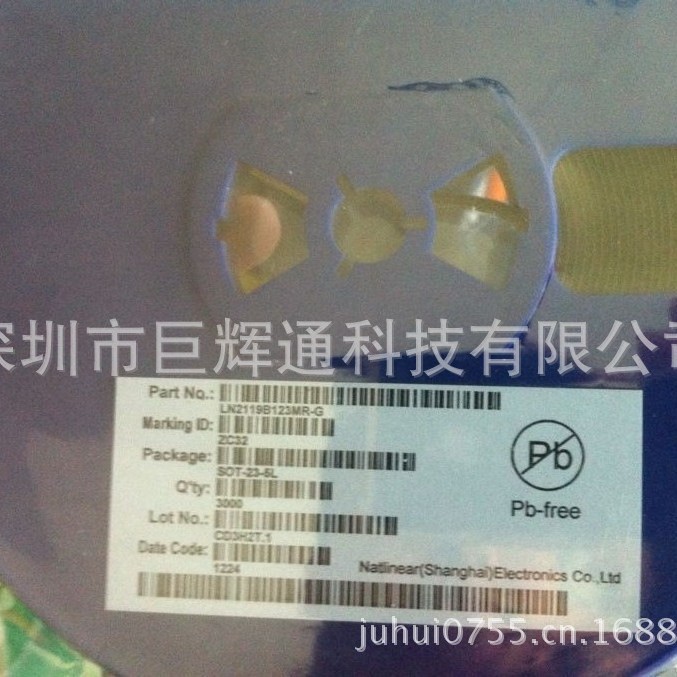 深圳市巨辉通科技有限公司
Part No.:
LN2119B123MR-G
Marking ID:
ZC32
Package:
SOT-23-5L
Q'ty:
3000
Lot No.:
CD3H2T.1
Date Code:
1224
Pb
Pb-free
Natlinear(Shanghai)Electronics Co.,Ltd
juhui0755.cn.1688